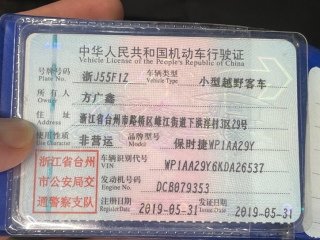 中华人民共和国机动车行驶证
Vehicle License of the People's Republic of China
号牌号码 浙J55F1Z 车辆类型 小型越野客车
Plate No. Vehicle Type
所有人 方广鑫
Owner
住址 浙江省台州市路桥区峰江街道下洪洋村3区29号
Address
使用性质 非营运 品牌型号 保时捷WP1AA29Y
Use Character Model
浙江省台州
市公安局交
通警察支队
车辆识别代号 WP1AA29Y6KDA26537
VIN
发动机号码 DCB079353
Engine No.
注册日期 2019-05-31 发证日期 2019-05-31
Register Date Issue Date